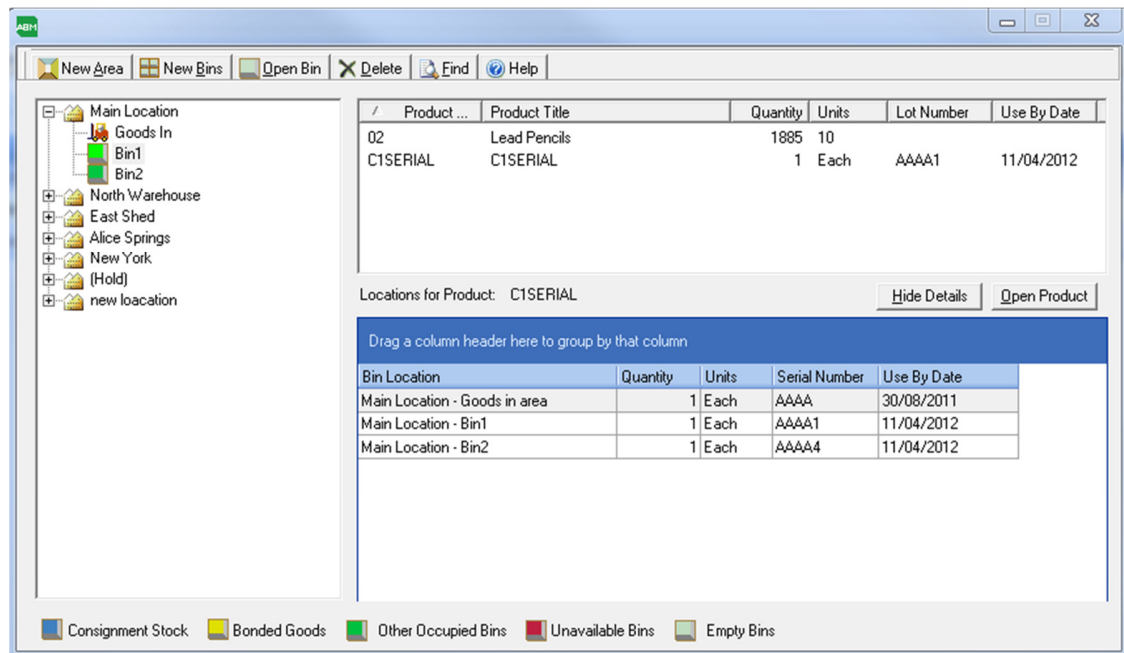 ABM
New Area New Bins Open Bin Delete Find Help
Main Location
Goods In
Bin1
Bin2
North Warehouse
East Shed
Alice Springs
New York
(Hold)
new loacation
Product ... Product Title Quantity Units Lot Number Use By Date
02 Lead Pencils 1885 10
C1SERIAL C1SERIAL 1 Each AAAA1 11/04/2012
Locations for Product: C1SERIAL Hide Details Open Product
Drag a column header here to group by that column
Bin Location Quantity Units Serial Number Use By Date
Main Location - Goods in area 1 Each AAAA 30/08/2011
Main Location - Bin1 1 Each AAAA1 11/04/2012
Main Location - Bin2 1 Each AAAA4 11/04/2012
Consignment Stock Bonded Goods Other Occupied Bins Unavailable Bins Empty Bins